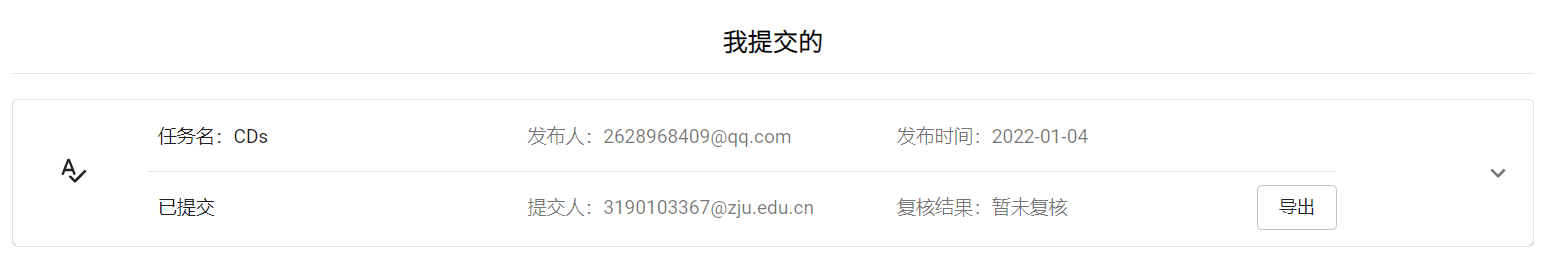 我提交的
任务名：CDs 发布人：2628968409@qq.com 发布时间：2022-01-04
已提交 提交人：3190103367@zju.edu.cn 复核结果：暂未复核 导出